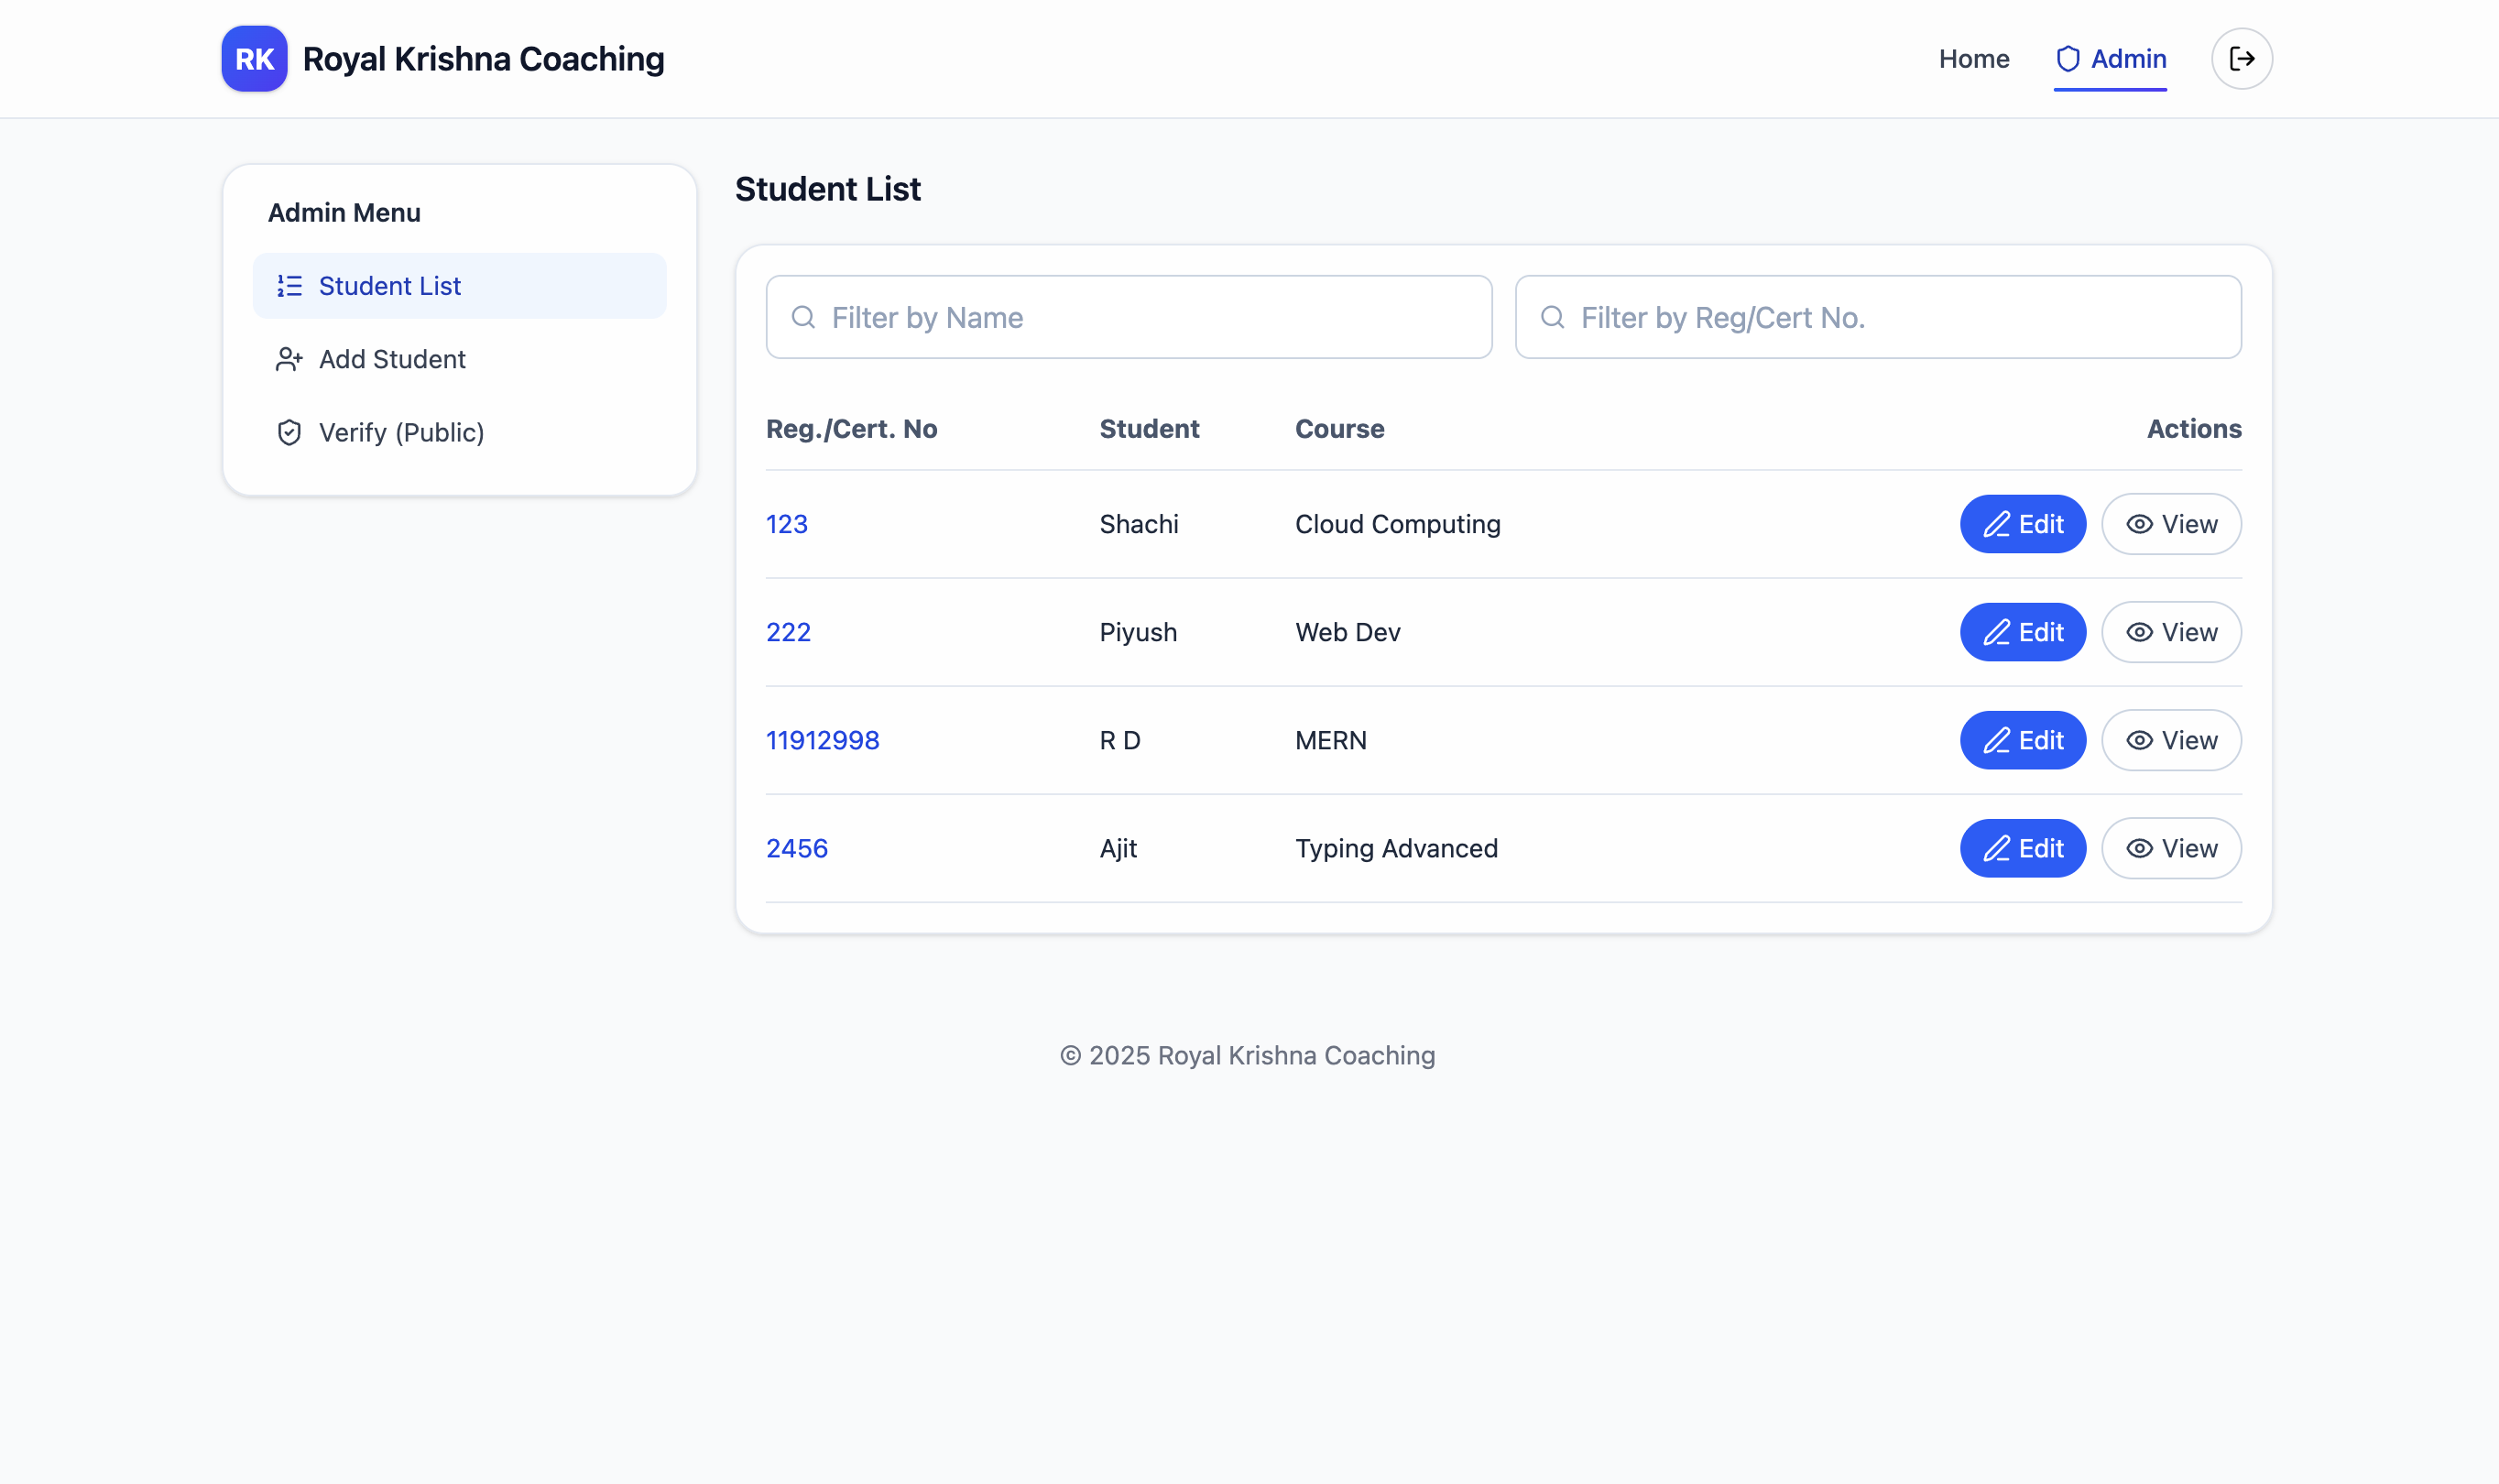 RK Royal Krishna Coaching Home Admin
Admin Menu
Student List
Add Student
Verify (Public)
Student List
Filter by Name Filter by Reg/Cert No.
Reg./Cert. No Student Course Actions
123 Shachi Cloud Computing Edit View
222 Piyush Web Dev Edit View
11912998 R D MERN Edit View
2456 Ajit Typing Advanced Edit View
© 2025 Royal Krishna Coaching